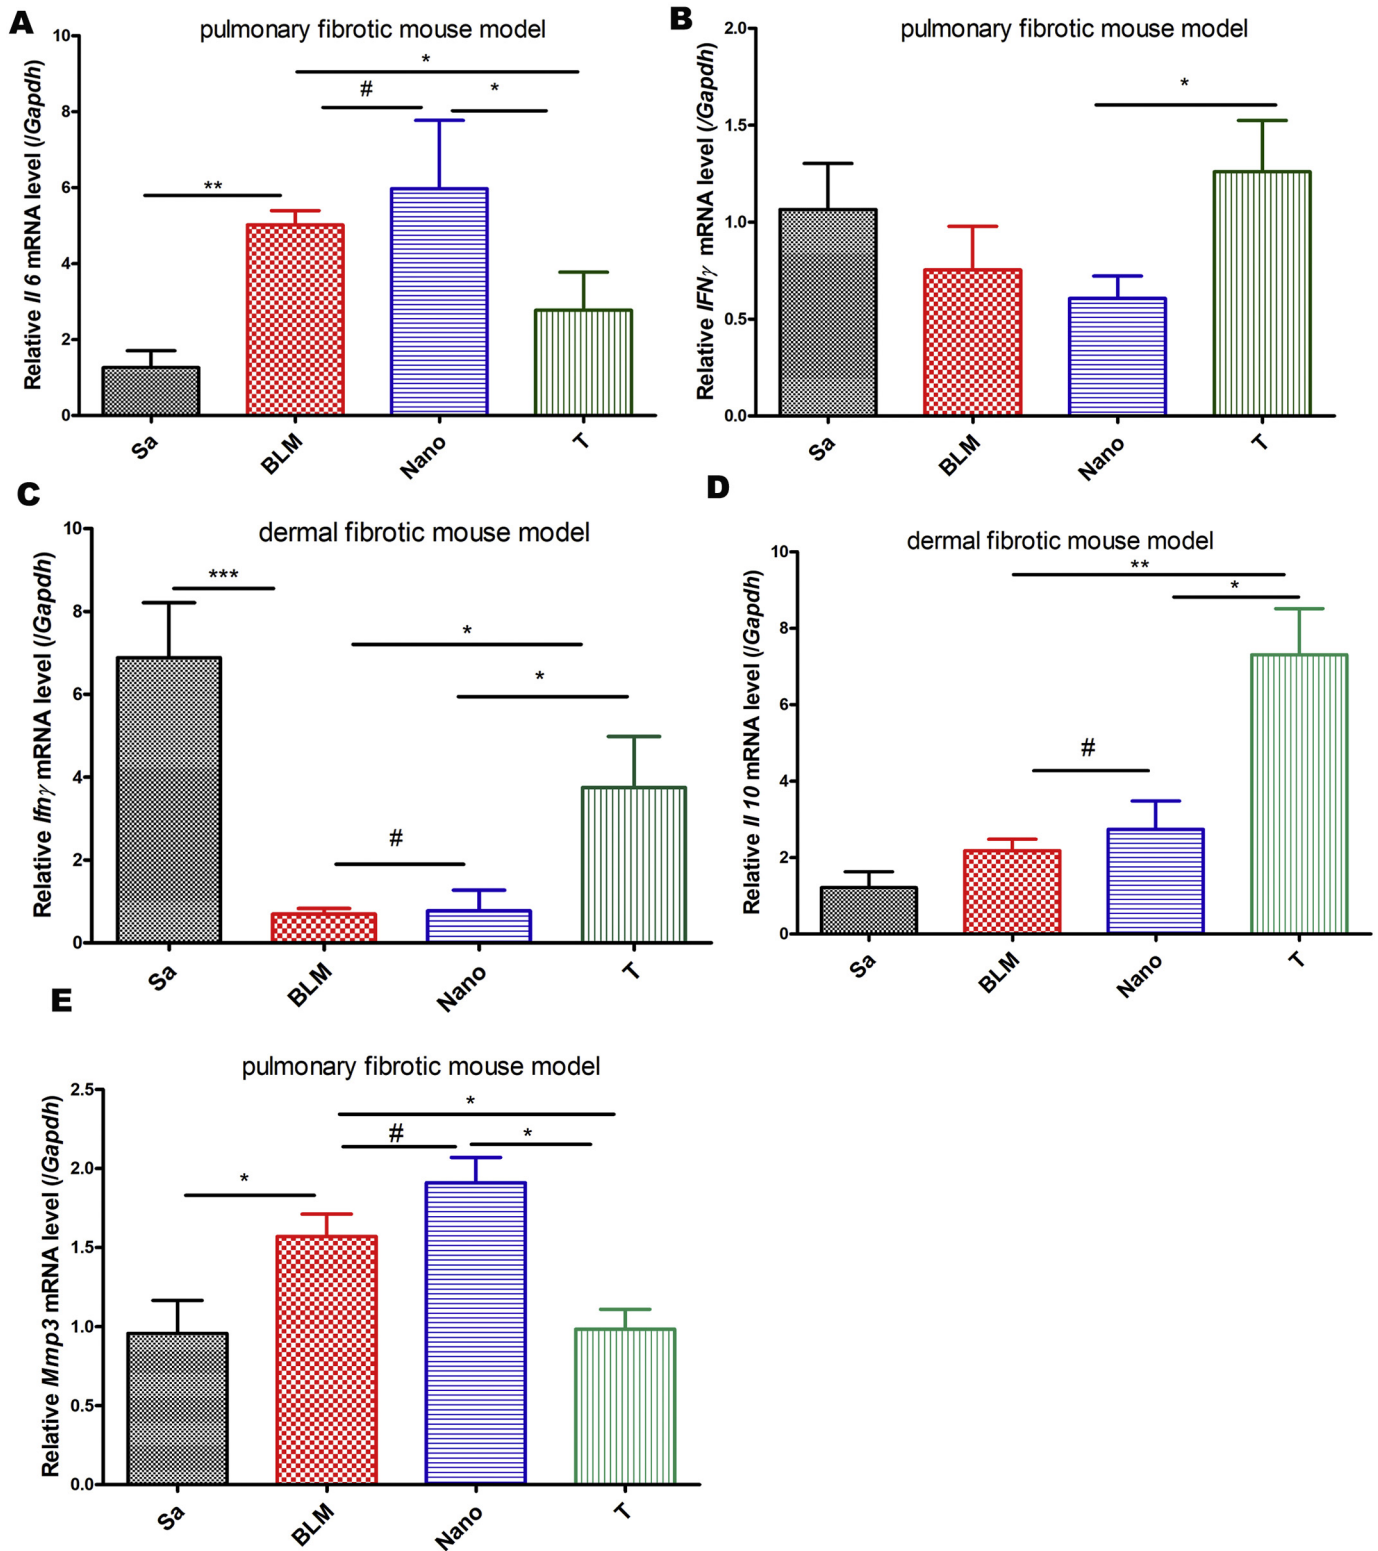 A
pulmonary fibrotic mouse model
Relative Il 6 mRNA level (/Gapdh)
10
8
6
4
2
0
*
#
*
**
Sa
BLM
Nano
T
B
pulmonary fibrotic mouse model
Relative IFNγ mRNA level (/Gapdh)
2.0
1.5
1.0
0.5
0.0
*
Sa
BLM
Nano
T
C
dermal fibrotic mouse model
Relative Ifnγ mRNA level (/Gapdh)
10
8
6
4
2
0
***
*
*
#
Sa
BLM
Nano
T
D
dermal fibrotic mouse model
Relative Il 10 mRNA level (/Gapdh)
10
8
6
4
2
0
**
*
#
Sa
BLM
Nano
T
E
pulmonary fibrotic mouse model
Relative Mmp3 mRNA level (/Gapdh)
2.5
2.0
1.5
1.0
0.5
0.0
*
#
*
*
Sa
BLM
Nano
T